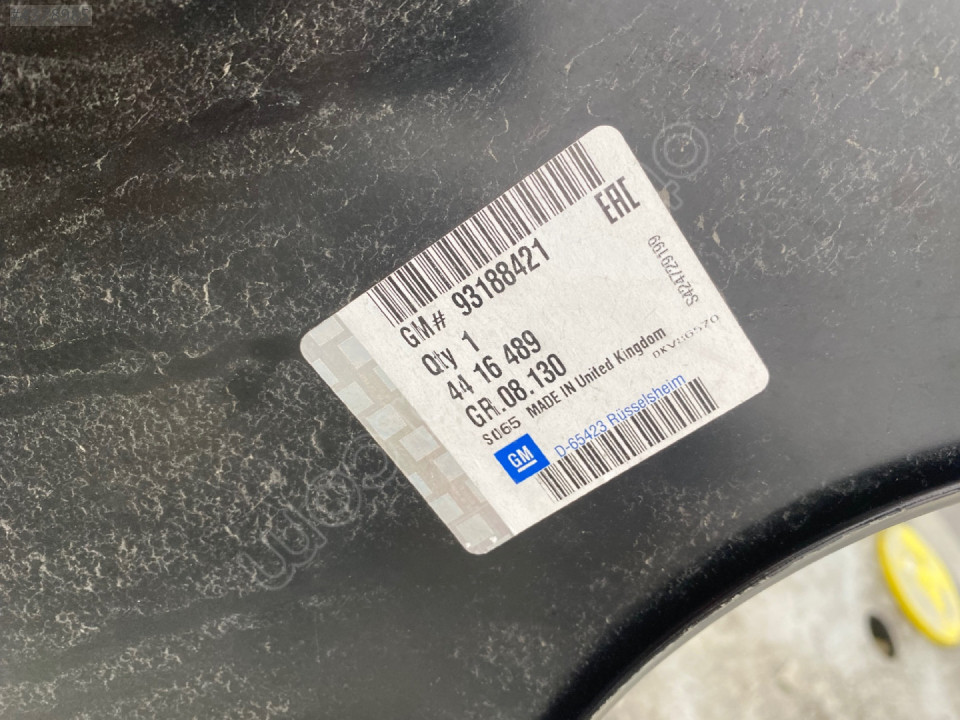 GM# 93188421
EAC
Qty 1
44 16 489
GR.08.130
S065 MADE IN United Kingdom
S424729199
GM D-65423 Rüsselsheim